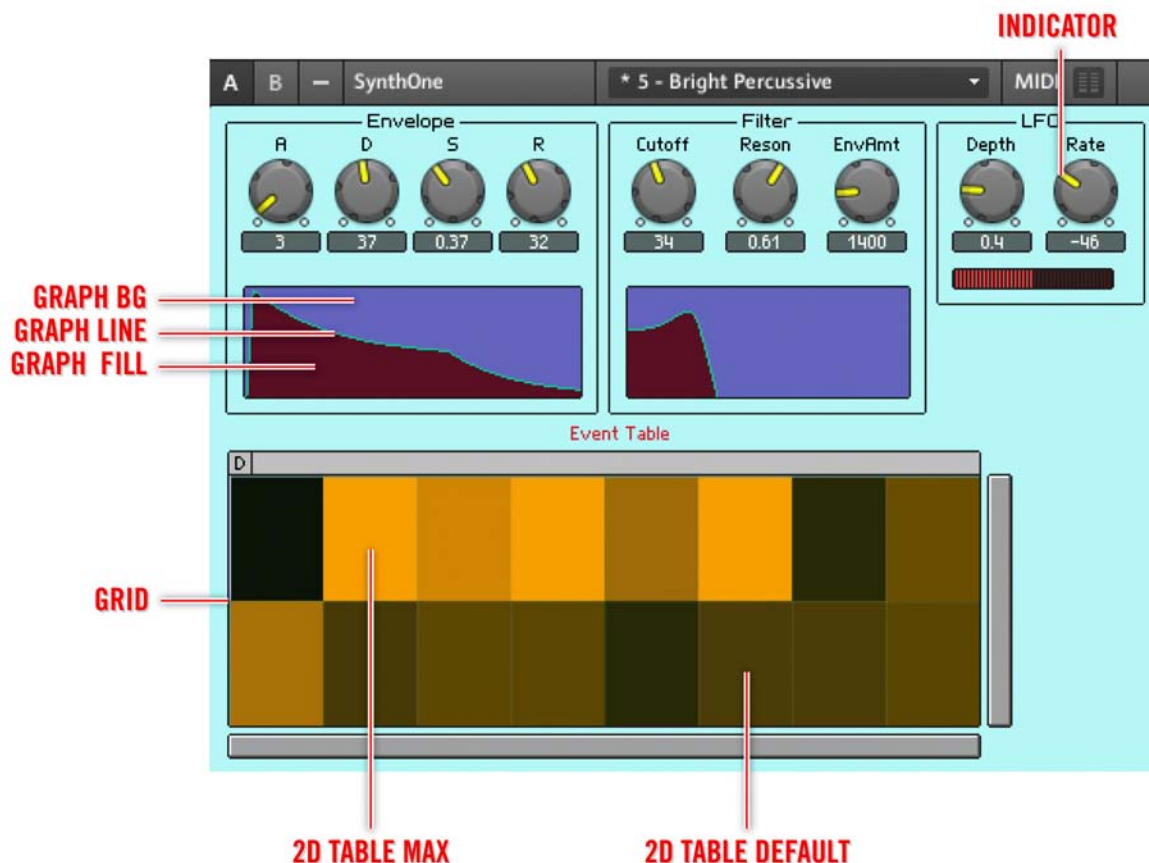 INDICATOR
A B – SynthOne * 5 - Bright Percussive MIDI
Envelope Filter LFO
A D S R Cutoff Reson EnvAmt Depth Rate
3 37 0.37 32 34 0.61 1400 0.4 -46
GRAPH BG
GRAPH LINE
GRAPH FILL
Event Table
D
GRID
2D TABLE MAX 2D TABLE DEFAULT